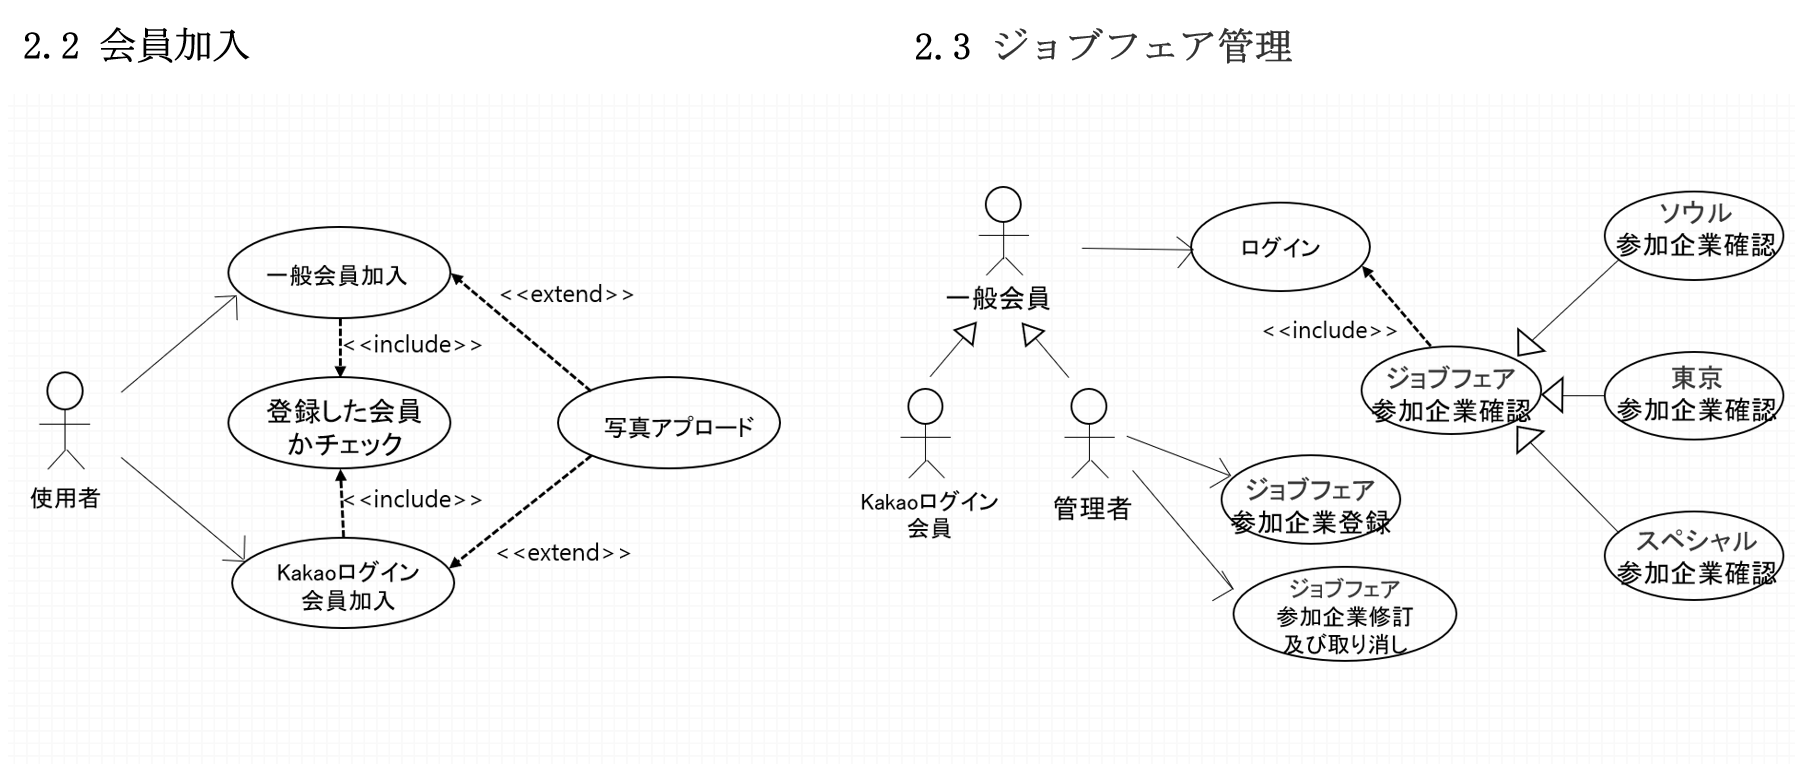 2.2 会員加入
一般会員加入
<<extend>>
<<include>>
登録した会員
かチェック
写真アプロード
使用者
<<include>>
<<extend>>
Kakaoログイン
会員加入
2.3 ジョブフェア管理
ログイン
ソウル
参加企業確認
一般会員
<<include>>
ジョブフェア
参加企業確認
東京
参加企業確認
Kakaoログイン
会員
管理者
ジョブフェア
参加企業登録
スペシャル
参加企業確認
ジョブフェア
参加企業修訂
及び取り消し